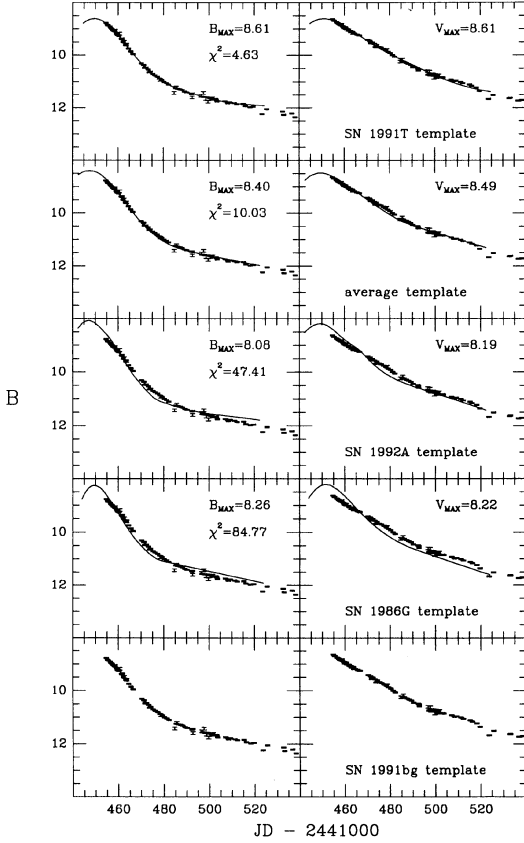 8
10
12
B_MAX=8.61
χ²=4.63
V_MAX=8.61
SN 1991T template
10
12
B_MAX=8.40
χ²=10.03
V_MAX=8.49
average template
10
12
B_MAX=8.08
χ²=47.41
V_MAX=8.19
SN 1992A template
B
10
12
B_MAX=8.26
χ²=84.77
V_MAX=8.22
SN 1986G template
10
12
SN 1991bg template
460 480 500 520 460 480 500 520
JD − 2441000